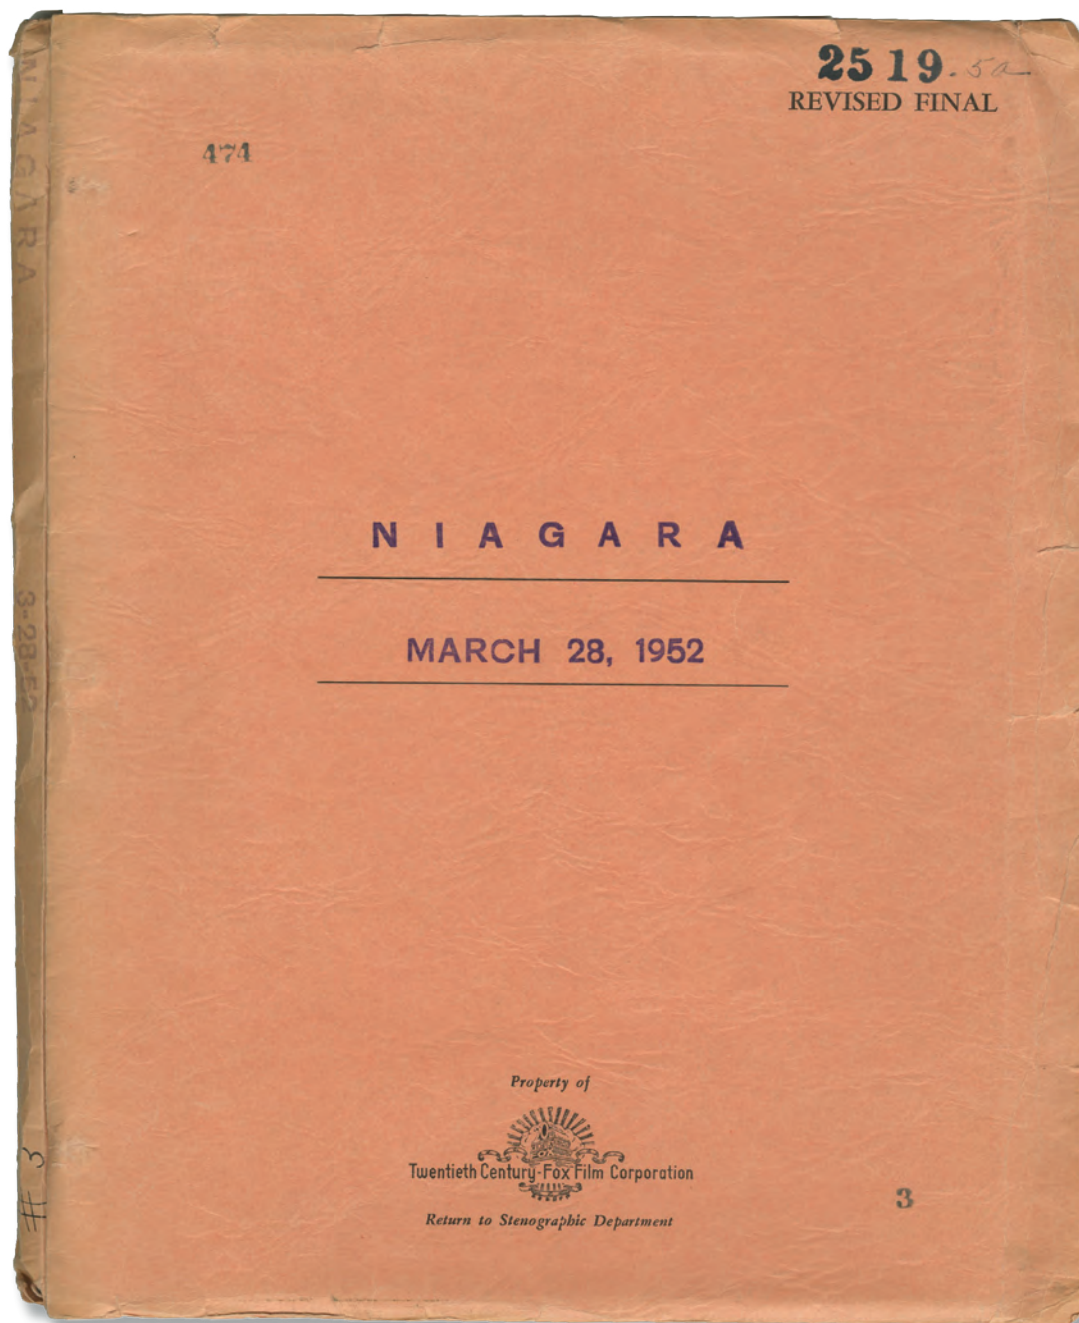 2519.5a
REVISED FINAL
474
NIAGARA
MARCH 28, 1952
Property of
Twentieth Century-Fox Film Corporation
Return to Stenographic Department
3
NIAGARA
3-28-52
#3